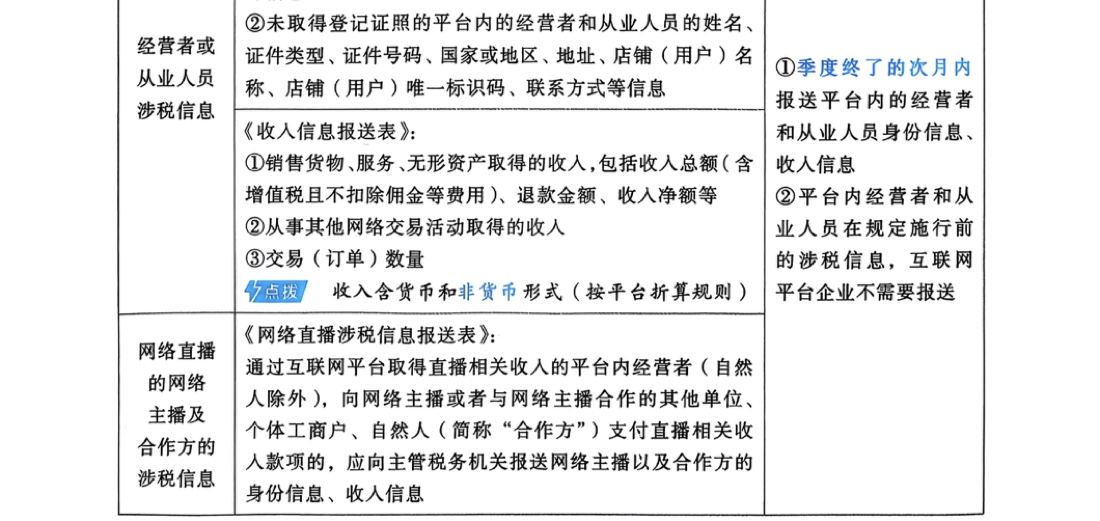 经营者或
从业人员
涉税信息
②未取得登记证照的平台内的经营者和从业人员的姓名、
证件类型、证件号码、国家或地区、地址、店铺（用户）名
称、店铺（用户）唯一标识码、联系方式等信息
《收入信息报送表》：
①销售货物、服务、无形资产取得的收入，包括收入总额（含
增值税且不扣除佣金等费用）、退款金额、收入净额等
②从事其他网络交易活动取得的收入
③交易（订单）数量
点拨 收入含货币和非货币形式（按平台折算规则）
①季度终了的次月内
报送平台内的经营者
和从业人员身份信息、
收入信息
②平台内经营者和从
业人员在规定施行前
的涉税信息，互联网
平台企业不需要报送
网络直播
的网络
主播及
合作方的
涉税信息
《网络直播涉税信息报送表》：
通过互联网平台取得直播相关收入的平台内经营者（自然
人除外），向网络主播或者与网络主播合作的其他单位、
个体工商户、自然人（简称“合作方”）支付直播相关收
入款项的，应向主管税务机关报送网络主播以及合作方的
身份信息、收入信息